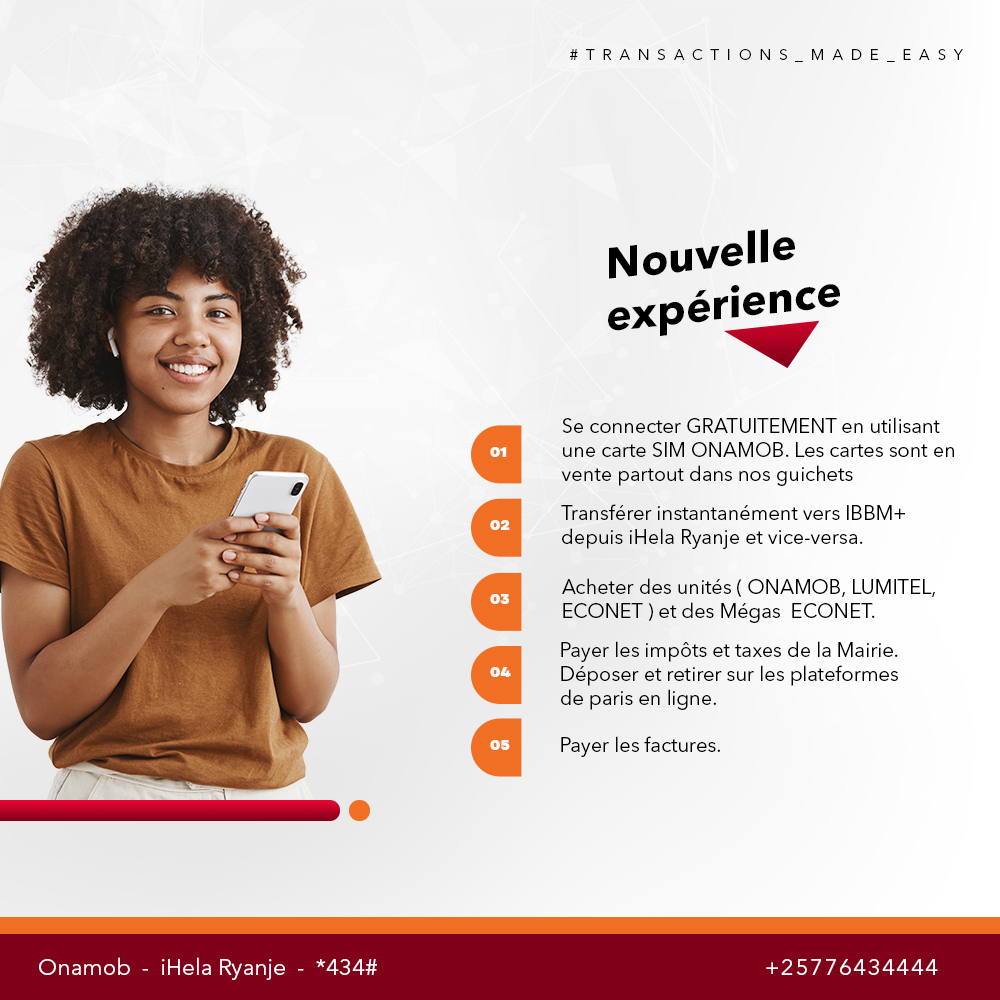 #TRANSACTIONS_MADE_EASY
Nouvelle
expérience
01
Se connecter GRATUITEMENT en utilisant
une carte SIM ONAMOB. Les cartes sont en
vente partout dans nos guichets
02
Transférer instantanément vers IBBM+
depuis iHela Ryanje et vice-versa.
03
Acheter des unités ( ONAMOB, LUMITEL,
ECONET ) et des Mégas  ECONET.
04
Payer les impôts et taxes de la Mairie.
Déposer et retirer sur les plateformes
de paris en ligne.
05
Payer les factures.
Onamob - iHela Ryanje - *434#
+25776434444